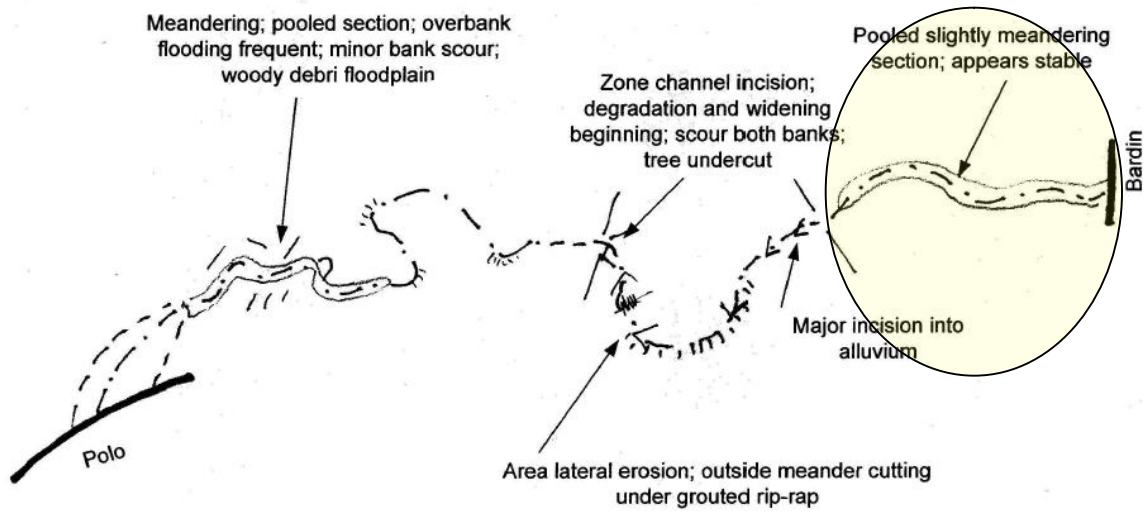 Meandering; pooled section; overbank
flooding frequent; minor bank scour;
woody debri floodplain
Zone channel incision;
degradation and widening
beginning; scour both banks;
tree undercut
Pooled slightly meandering
section; appears stable
Bardin
Major incision into
alluvium
Polo
Area lateral erosion; outside meander cutting
under grouted rip-rap